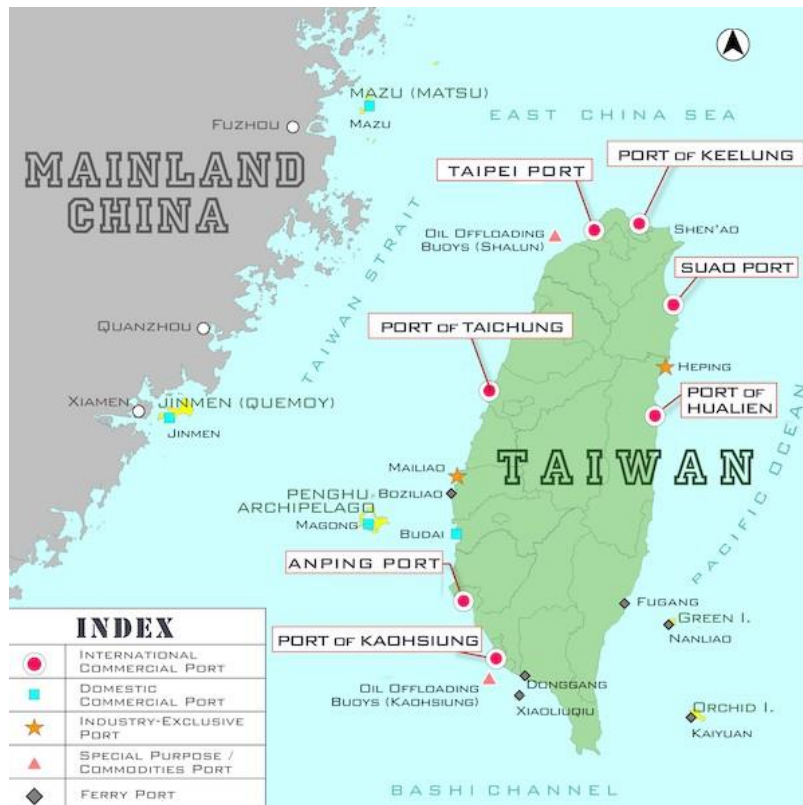 MAZU (MATSU)
MAZU
FUZHOU
EAST CHINA SEA
MAINLAND
CHINA
TAIPEI PORT
PORT OF KEELUNG
OIL OFFLOADING
BUOYS (SHALUN)
SHEN'AO
TAIWAN STRAIT
SUAO PORT
QUANZHOU
PORT OF TAICHUNG
HEPING
XIAMEN
JINMEN (QUEMOY)
JINMEN
PORT OF
HUALIEN
TAIWAN
PACIFIC OCEAN
MAILIAO
BOZILIAO
PENGHU
ARCHIPELAGO
MAGONG
BUDAI
ANPING PORT
FUGANG
GREEN I.
NANLIAO
PORT OF KAOHSIUNG
OIL OFFLOADING
BUOYS (KAOHSIUNG)
DONGGANG
XIAOLIUQIU
ORCHID I.
KAIYUAN
BASHI CHANNEL
INDEX
INTERNATIONAL
COMMERCIAL PORT
DOMESTIC
COMMERCIAL PORT
INDUSTRY-EXCLUSIVE
PORT
SPECIAL PURPOSE /
COMMODITIES PORT
FERRY PORT